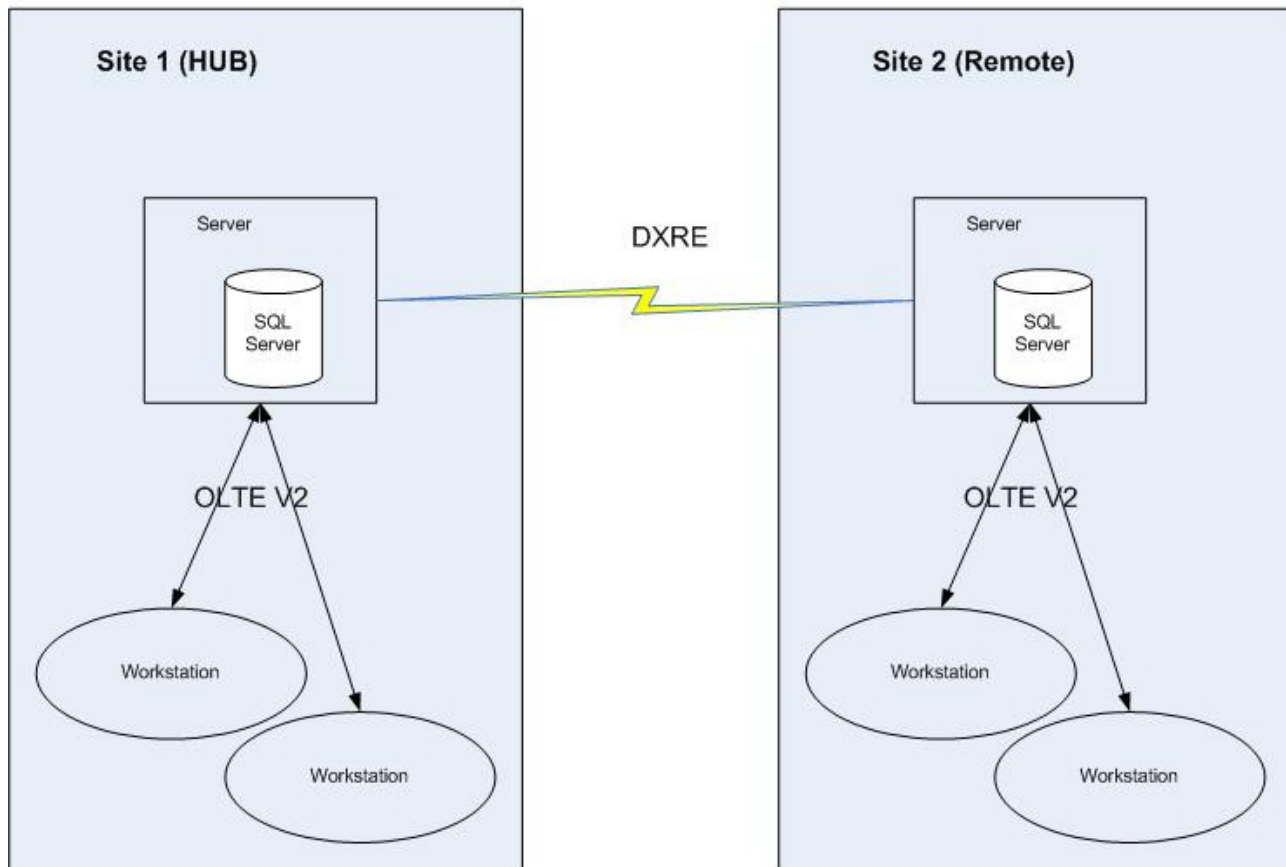 Site 1 (HUB)
Site 2 (Remote)
Server
DXRE
Server
SQL
Server
SQL
Server
OLTE V2
OLTE V2
Workstation
Workstation
Workstation
Workstation